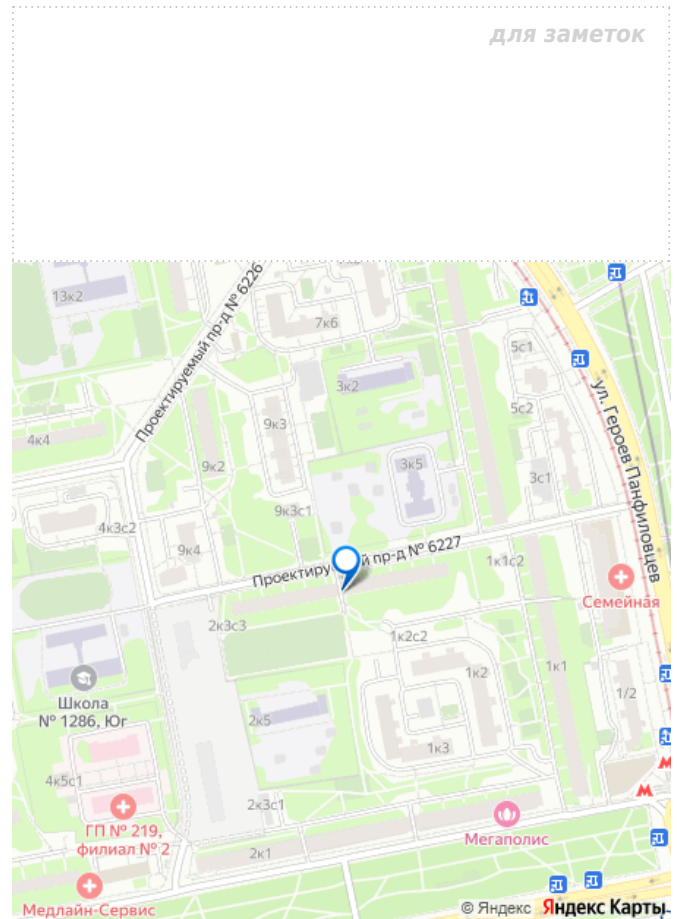 для заметок
Проектируемый пр-д № 6226
13к2
7к6
5с1
3к2
ул. Героев Панфиловцев
5с2
9к3
4к4
9к2
3к5
3с1
9к3с1
4к3с2
9к4
Проектируемый пр-д № 6227
1к1с2
Семейная
2к3с3
1к2с2
1к2
1к1
Школа
№ 1286, Юг
1/2
2к5
1к3
4к5с1
2к3с1
ГП № 219,
филиал № 2
Мегаполис
2к1
Медлайн-Сервис
© Яндекс Яндекс Карты